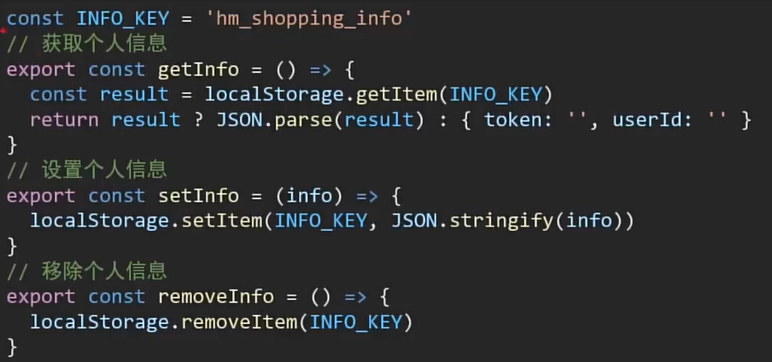 const INFO_KEY = 'hm_shopping_info'
// 获取个人信息
export const getInfo = () => {
  const result = localStorage.getItem(INFO_KEY)
  return result ? JSON.parse(result) : { token: '', userId: '' }
}
// 设置个人信息
export const setInfo = (info) => {
  localStorage.setItem(INFO_KEY, JSON.stringify(info))
}
// 移除个人信息
export const removeInfo = () => {
  localStorage.removeItem(INFO_KEY)
}